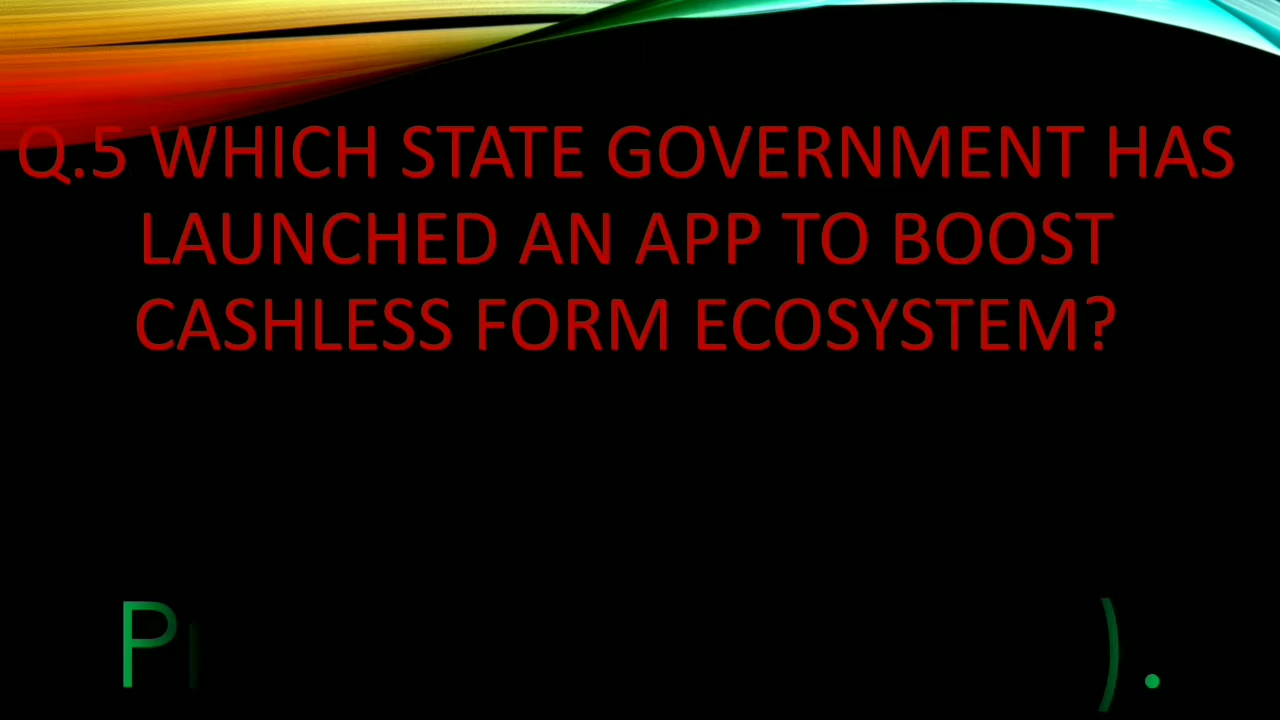 Q.5 WHICH STATE GOVERNMENT HAS
LAUNCHED AN APP TO BOOST
CASHLESS FORM ECOSYSTEM?
P ).